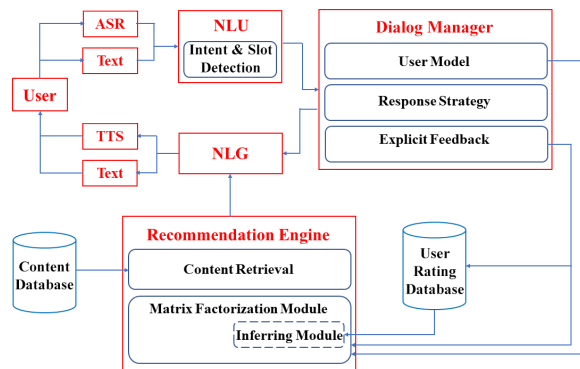 ASR
Text
NLU
Intent & Slot
Detection
Dialog Manager
User Model
Response Strategy
Explicit Feedback
User
TTS
Text
NLG
Recommendation Engine
Content Retrieval
Matrix Factorization Module
Inferring Module
Content
Database
User
Rating
Database